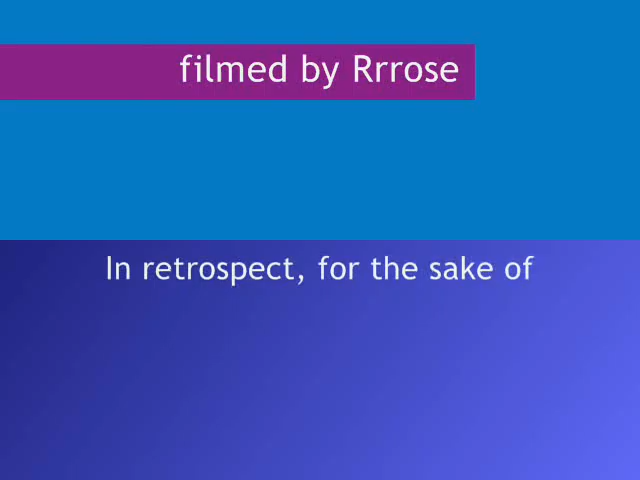 filmed by Rrrose
In retrospect, for the sake of